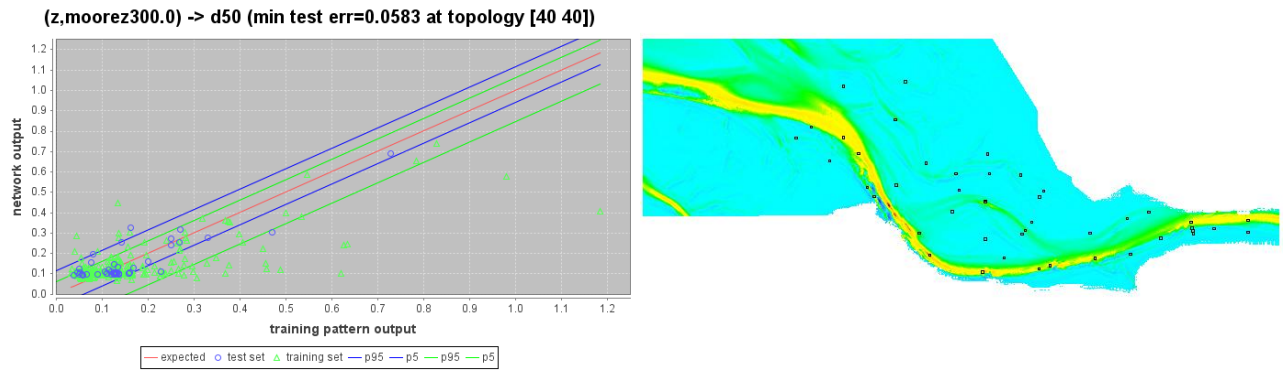 (z,moorez300.0) -> d50 (min test err=0.0583 at topology [40 40])
network output
1.2
1.1
1.0
0.9
0.8
0.7
0.6
0.5
0.4
0.3
0.2
0.1
0.0
0.0 0.1 0.2 0.3 0.4 0.5 0.6 0.7 0.8 0.9 1.0 1.1 1.2
training pattern output
expected test set training set p95 p5 p95 p5